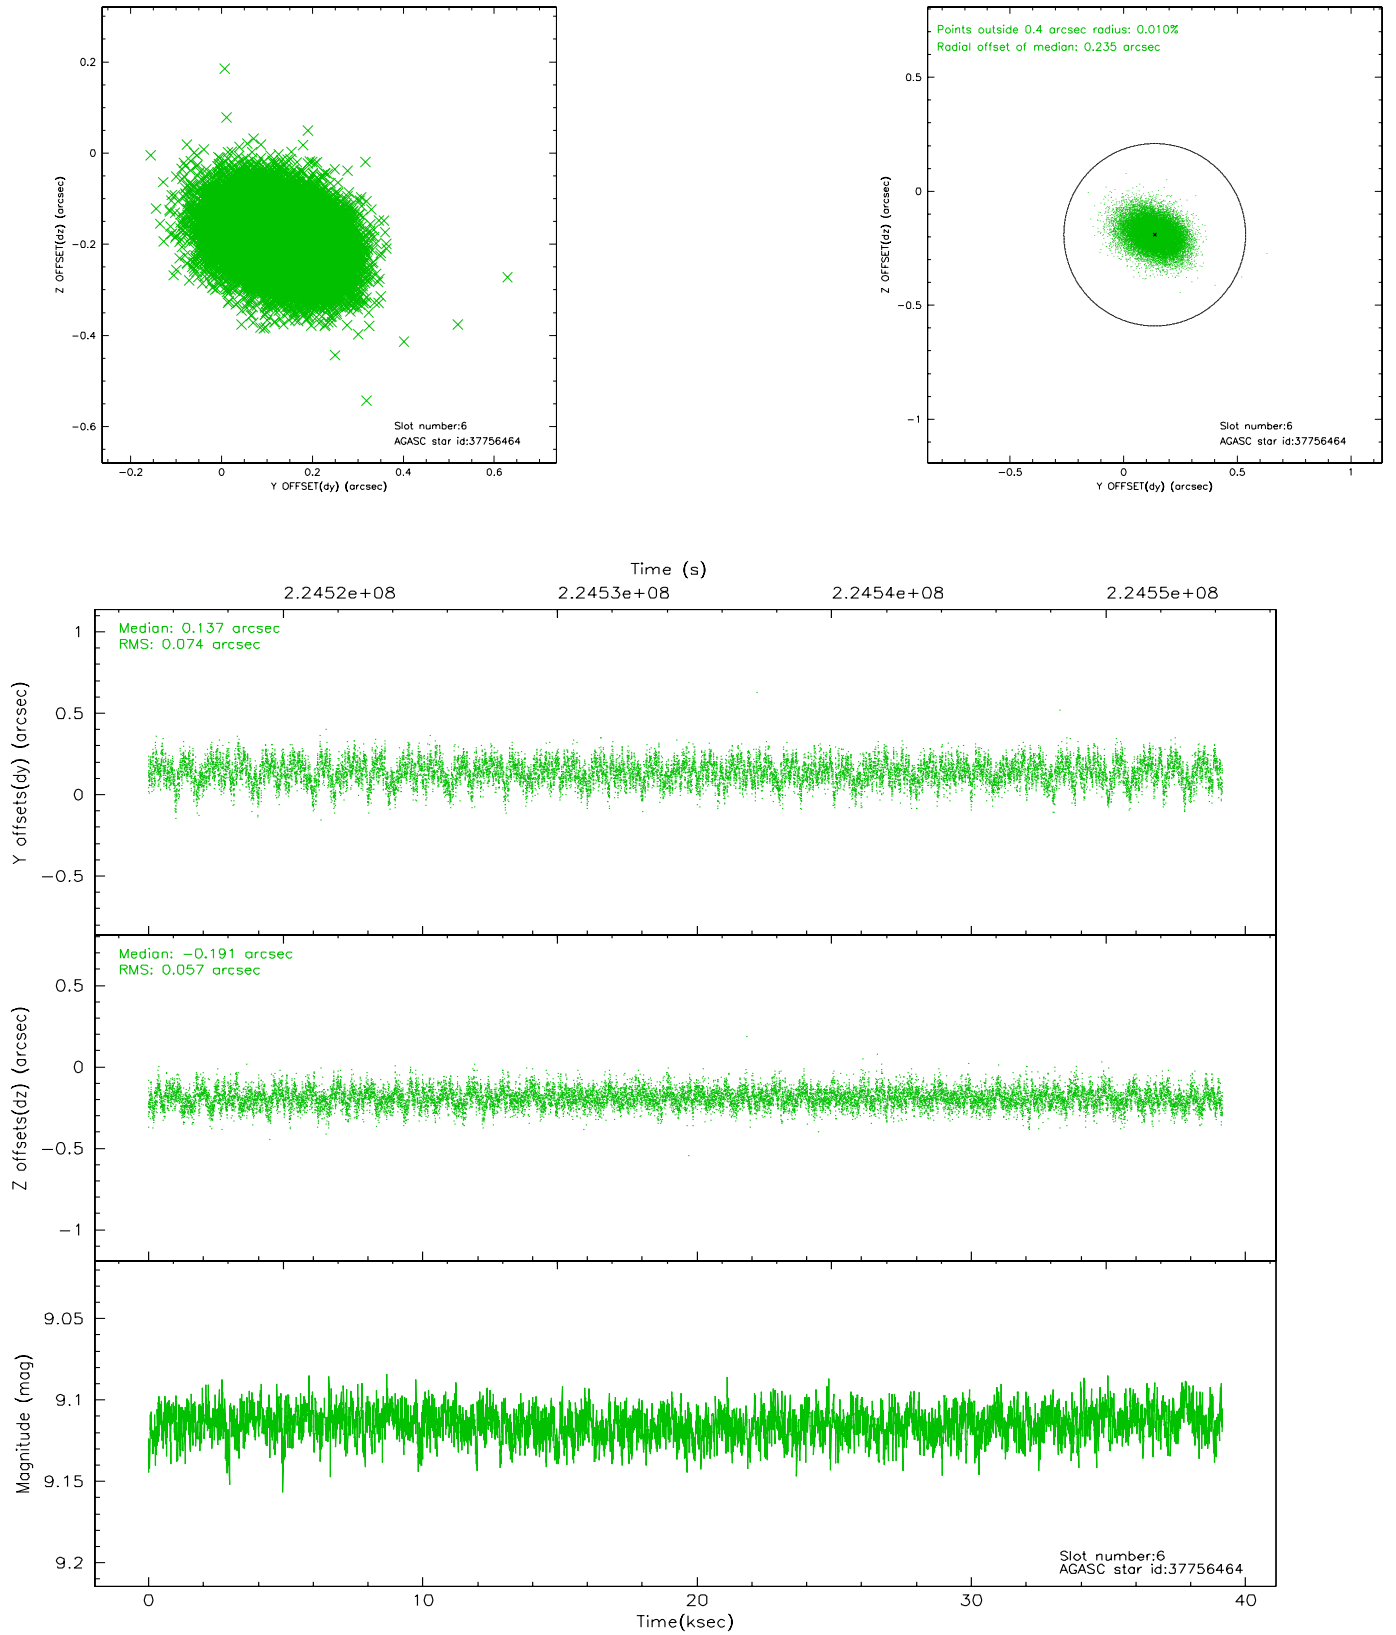 0.2
0
−0.2
−0.4
−0.6
Z OFFSET(dz) (arcsec)
Slot number:6
AGASC star id:37756464
−0.2
0
0.2
0.4
0.6
Y OFFSET(dy) (arcsec)
Points outside 0.4 arcsec radius: 0.010%
Radial offset of median: 0.235 arcsec
0.5
0
−0.5
−1
Z OFFSET(dz) (arcsec)
Slot number:6
AGASC star id:37756464
−0.5
0
0.5
1
Y OFFSET(dy) (arcsec)
Time (s)
2.2452e+08
2.2453e+08
2.2454e+08
2.2455e+08
Median: 0.137 arcsec
RMS: 0.074 arcsec
1
0.5
0
−0.5
Y offsets(dy) (arcsec)
Median: −0.191 arcsec
RMS: 0.057 arcsec
0.5
0
−0.5
−1
Z offsets(dz) (arcsec)
9.05
9.1
9.15
9.2
Magnitude (mag)
Slot number:6
AGASC star id:37756464
0
10
20
30
40
Time(ksec)